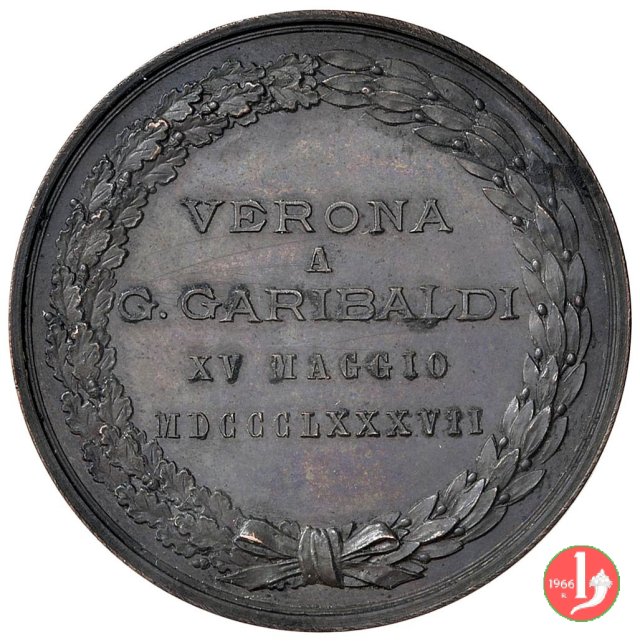 VERONA
A
G. GARIBALDI
XV MAGGIO
MDCCCLXXXVII
1966
R.